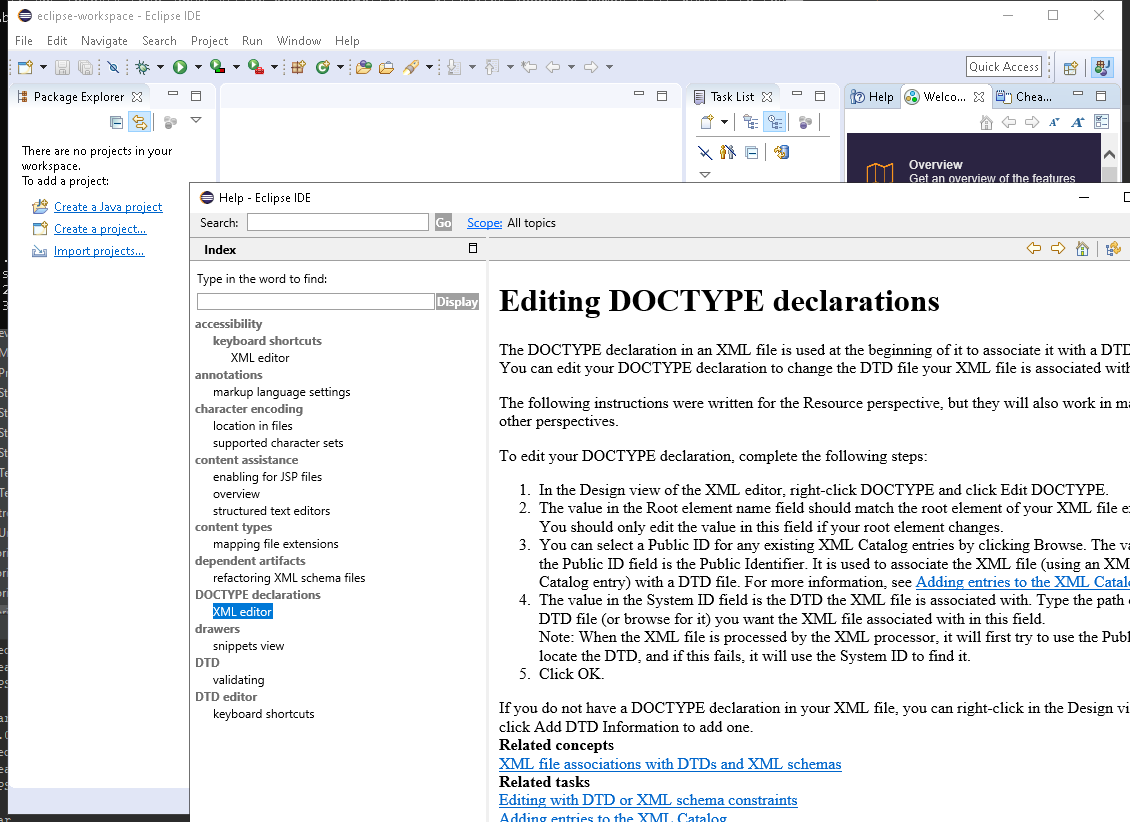 eclipse-workspace - Eclipse IDE
File Edit Navigate Search Project Run Window Help
Quick Access
Package Explorer
Task List
Help
Welco...
Chea...
There are no projects in your
workspace.
To add a project:
Create a Java project
Create a project...
Import projects...
Overview
Get an overview of the features
Help - Eclipse IDE
Search:
Go
Scope: All topics
Index
Type in the word to find:
Display
accessibility
keyboard shortcuts
XML editor
annotations
markup language settings
character encoding
location in files
supported character sets
content assistance
enabling for JSP files
overview
structured text editors
content types
mapping file extensions
dependent artifacts
refactoring XML schema files
DOCTYPE declarations
XML editor
drawers
snippets view
DTD
validating
DTD editor
keyboard shortcuts
Editing DOCTYPE declarations
The DOCTYPE declaration in an XML file is used at the beginning of it to associate it with a DTD
You can edit your DOCTYPE declaration to change the DTD file your XML file is associated with
The following instructions were written for the Resource perspective, but they will also work in ma
other perspectives.
To edit your DOCTYPE declaration, complete the following steps:
1. In the Design view of the XML editor, right-click DOCTYPE and click Edit DOCTYPE.
2. The value in the Root element name field should match the root element of your XML file e
You should only edit the value in this field if your root element changes.
3. You can select a Public ID for any existing XML Catalog entries by clicking Browse. The va
the Public ID field is the Public Identifier. It is used to associate the XML file (using an XM
Catalog entry) with a DTD file. For more information, see Adding entries to the XML Catal
4. The value in the System ID field is the DTD the XML file is associated with. Type the path
DTD file (or browse for it) you want the XML file associated with in this field.
Note: When the XML file is processed by the XML processor, it will first try to use the Publ
locate the DTD, and if this fails, it will use the System ID to find it.
5. Click OK.
If you do not have a DOCTYPE declaration in your XML file, you can right-click in the Design vi
click Add DTD Information to add one.
Related concepts
XML file associations with DTDs and XML schemas
Related tasks
Editing with DTD or XML schema constraints
Adding entries to the XML Catalog